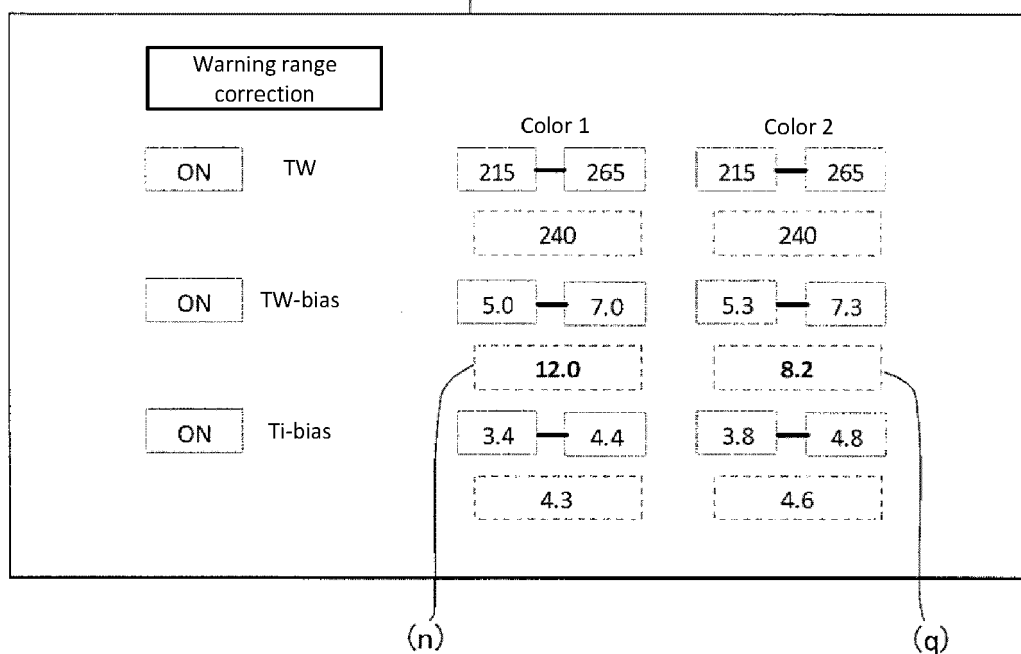 Warning range
correction
Color 1 Color 2
ON TW 215 265 215 265
240 240
ON TW-bias 5.0 7.0 5.3 7.3
12.0 8.2
ON Ti-bias 3.4 4.4 3.8 4.8
4.3 4.6
(n) (q)